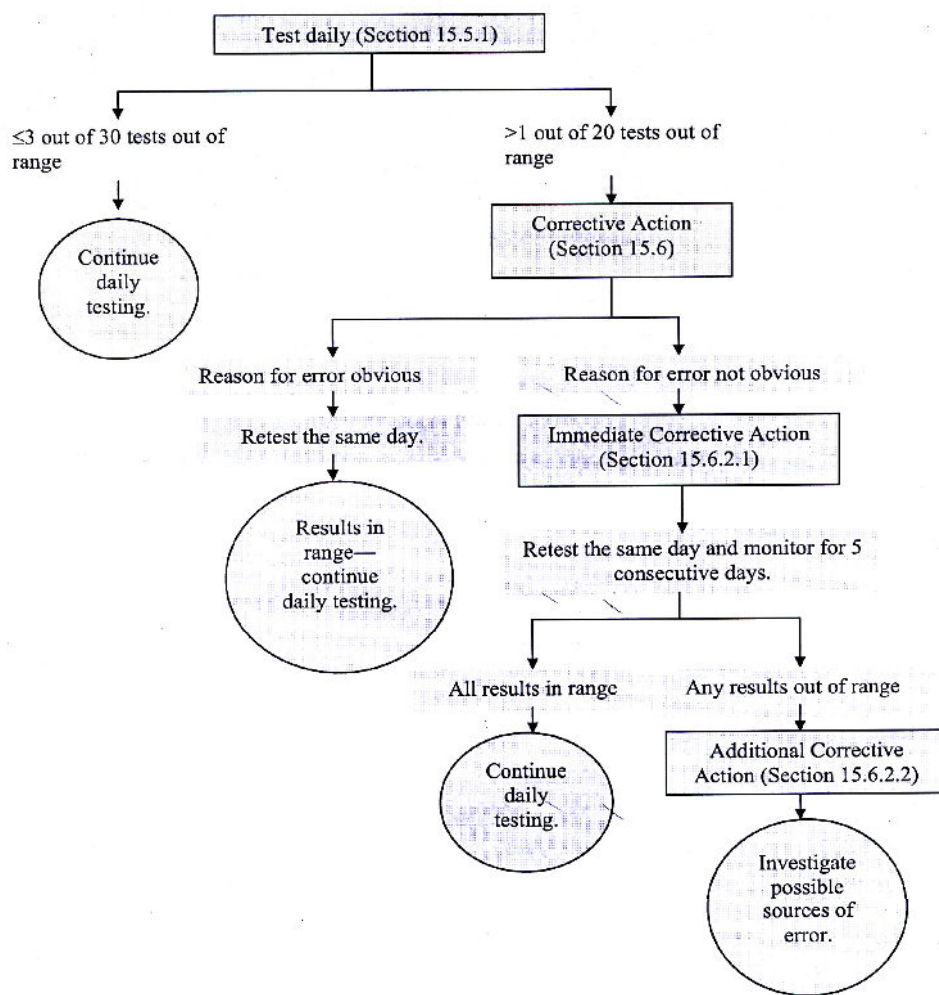 Test daily (Section 15.5.1)
≤3 out of 30 tests out of
range
>1 out of 20 tests out of
range
Continue
daily
testing.
Corrective Action
(Section 15.6)
Reason for error obvious
Reason for error not obvious
Retest the same day.
Immediate Corrective Action
(Section 15.6.2.1)
Results in
range—
continue
daily testing.
Retest the same day and monitor for 5
consecutive days.
All results in range
Any results out of range
Continue
daily
testing.
Additional Corrective
Action (Section 15.6.2.2)
Investigate
possible
sources of
error.